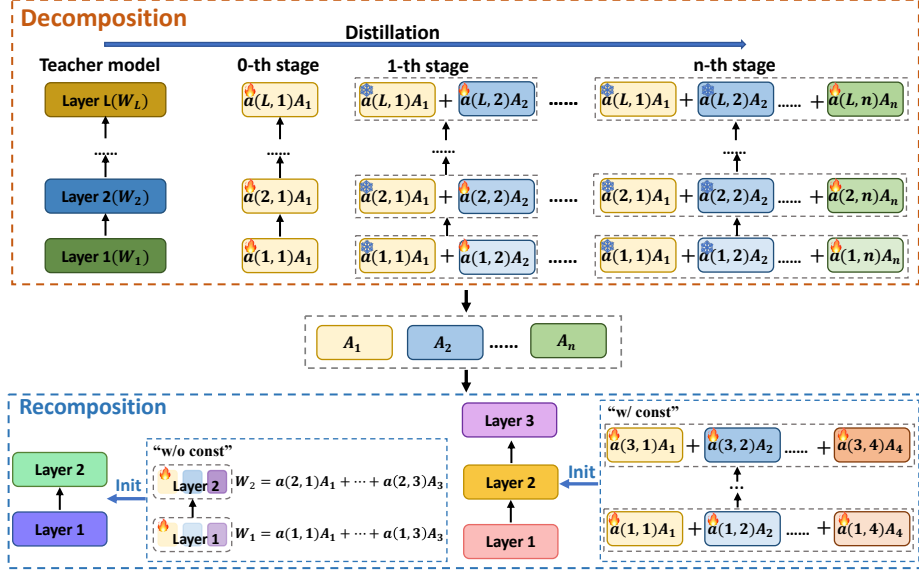 Decomposition
Distillation
Teacher model 0-th stage 1-th stage n-th stage
Layer L(W_L) a(L, 1)A_1 a(L, 1)A_1 + a(L, 2)A_2 ...... a(L, 1)A_1 + a(L, 2)A_2 ...... + a(L, n)A_n
...... ...... ...... ......
Layer 2(W_2) a(2, 1)A_1 a(2, 1)A_1 + a(2, 2)A_2 ...... a(2, 1)A_1 + a(2, 2)A_2 ...... + a(2, n)A_n
Layer 1(W_1) a(1, 1)A_1 a(1, 1)A_1 + a(1, 2)A_2 ...... a(1, 1)A_1 + a(1, 2)A_2 ...... + a(1, n)A_n
A_1 A_2 ...... A_n
Recomposition
Layer 2
Layer 1
Init
“w/o const”
Layer 2 W_2 = a(2, 1)A_1 + ⋯ + a(2, 3)A_3
Layer 1 W_1 = a(1, 1)A_1 + ⋯ + a(1, 3)A_3
Layer 3
Layer 2
Layer 1
Init
“w/ const”
a(3, 1)A_1 + a(3, 2)A_2 ...... + a(3, 4)A_4
...
a(1, 1)A_1 + a(1, 2)A_2 ...... + a(1, 4)A_4